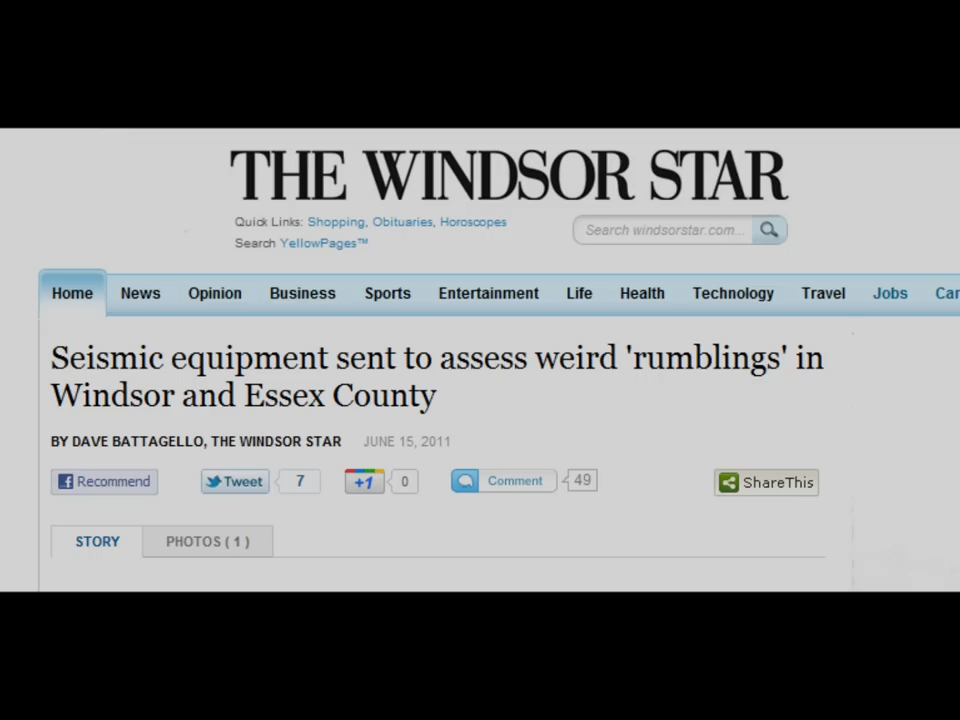 THE WINDSOR STAR
Quick Links: Shopping, Obituaries, Horoscopes
Search YellowPages™
Search windsorstar.com...
Home News Opinion Business Sports Entertainment Life Health Technology Travel Jobs
Seismic equipment sent to assess weird 'rumblings' in
Windsor and Essex County
BY DAVE BATTAGELLO, THE WINDSOR STAR JUNE 15, 2011
Recommend Tweet 7 +1 0 Comment 49 ShareThis
STORY PHOTOS ( 1 )